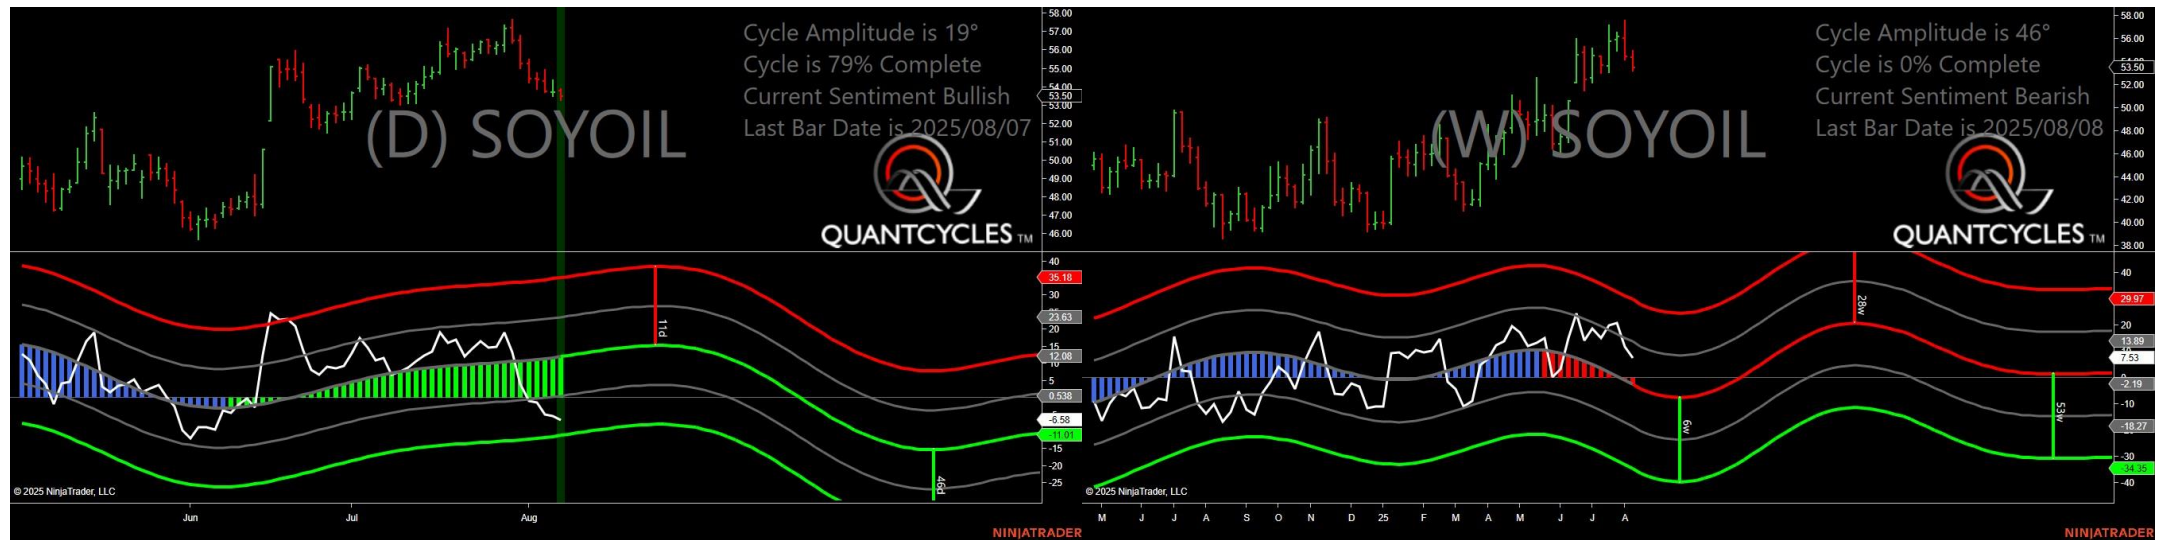 Cycle Amplitude is 19°
Cycle is 79% Complete
Current Sentiment Bullish
Last Bar Date is 2025/08/07
(D) SOYOIL
QUANTCYCLES TM
58.00
57.00
56.00
55.00
54.00
53.50
53.00
52.00
51.00
50.00
49.00
48.00
47.00
46.00
40
35.18
30
23.63
20
15
12.08
10
5
0.538
-6.58
-11.01
-15
-20
-25
11d
46d
© 2025 NinjaTrader, LLC
Jun
Jul
Aug
NINJATRADER
Cycle Amplitude is 46°
Cycle is 0% Complete
Current Sentiment Bearish
Last Bar Date is 2025/08/08
(W) SOYOIL
QUANTCYCLES TM
58.00
56.00
54.00
53.50
52.00
50.00
48.00
46.00
44.00
42.00
40.00
38.00
40
29.97
20
13.89
7.53
-2.19
-10
-18.27
-30
-34.35
-40
28w
6w
53w
© 2025 NinjaTrader, LLC
M J J A S O N D 25 F M A M J J A
NINJATRADER